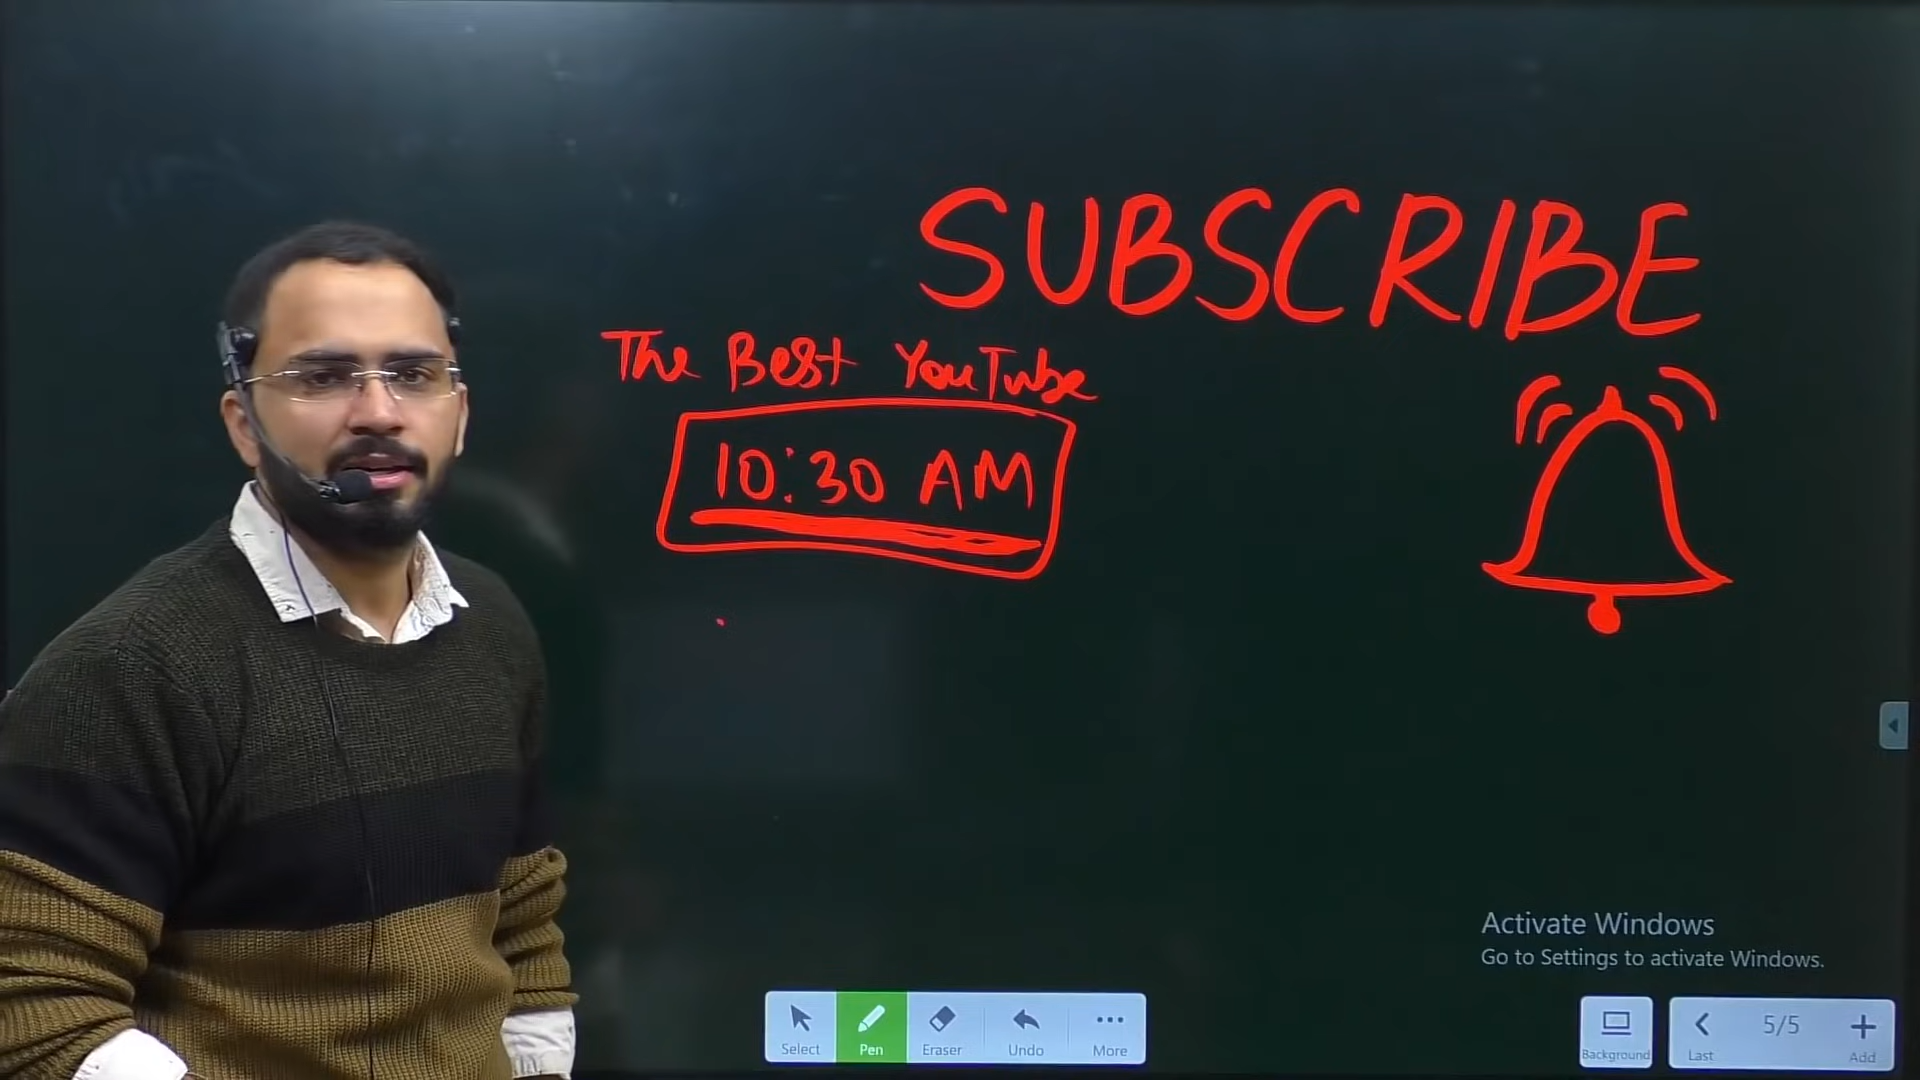 SUBSCRIBE
The Best YouTube
10:30 AM
Activate Windows
Go to Settings to activate Windows.
Select
Pen
Eraser
Undo
More
Background
Last
5/5
Add